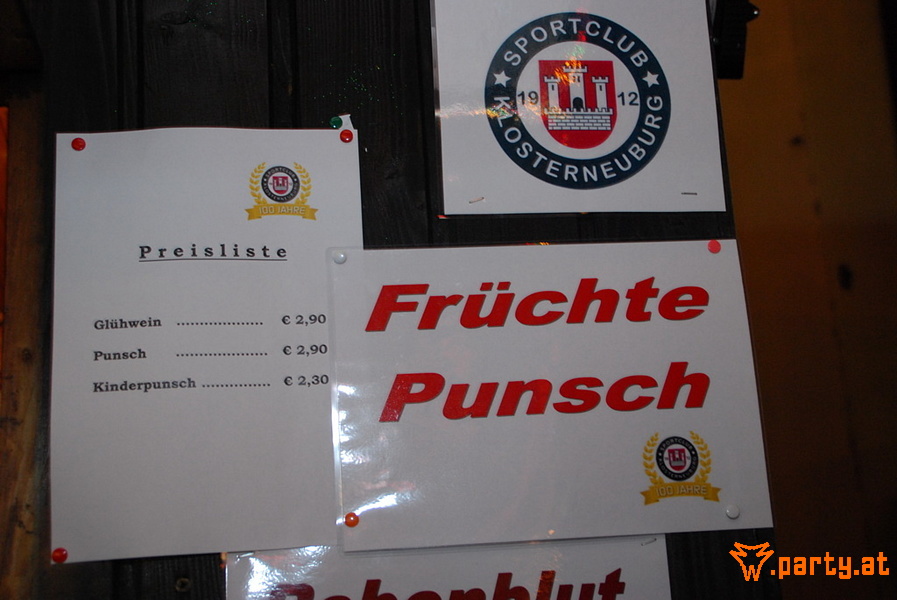 SPORTCLUB
19 12
KLOSTERNEUBURG
100 JAHRE
Preisliste
Glühwein ................... € 2,90
Punsch .................... € 2,90
Kinderpunsch ............... € 2,30
Früchte
Punsch
SPORTCLUB
100 JAHRE
party.at